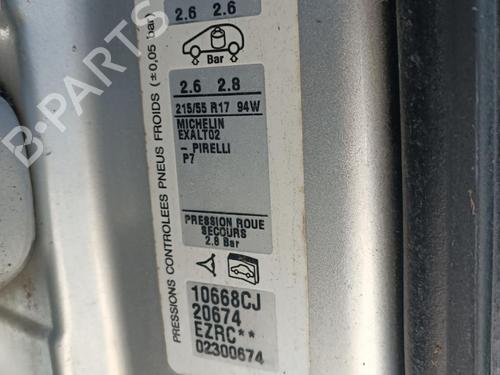 2.6 2.6
Bar
2.6 2.8
215/55 R17 94W
MICHELIN
EXALTO2
- PIRELLI
P7
PRESSION ROUE
SECOURS
2.8 Bar
10668CJ
20674
EZRC**
02300674
PRESSIONS CONTROLEES PNEUS FROIDS (±0,05 bar)